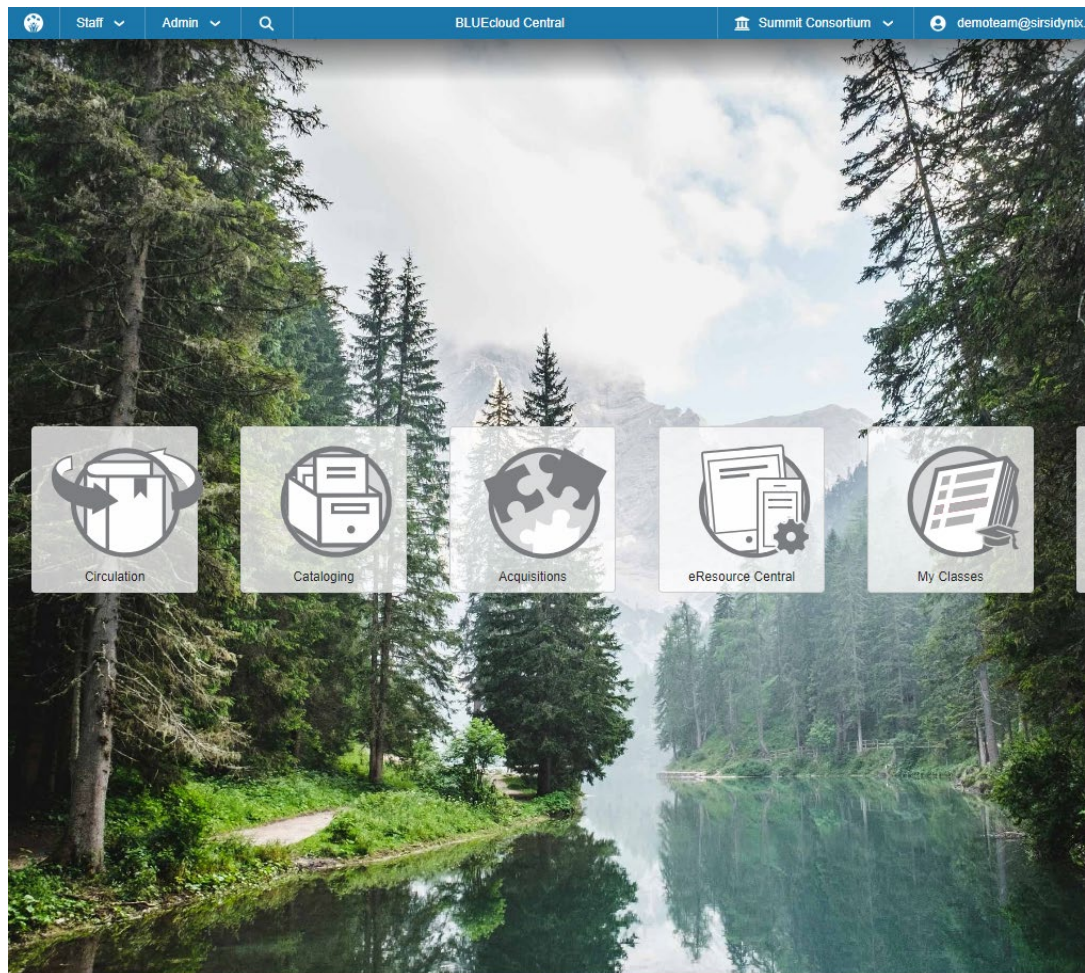 Staff Admin BLUEcloud Central Summit Consortium demoteam@sirsidynix.
Circulation
Cataloging
Acquisitions
eResource Central
My Classes